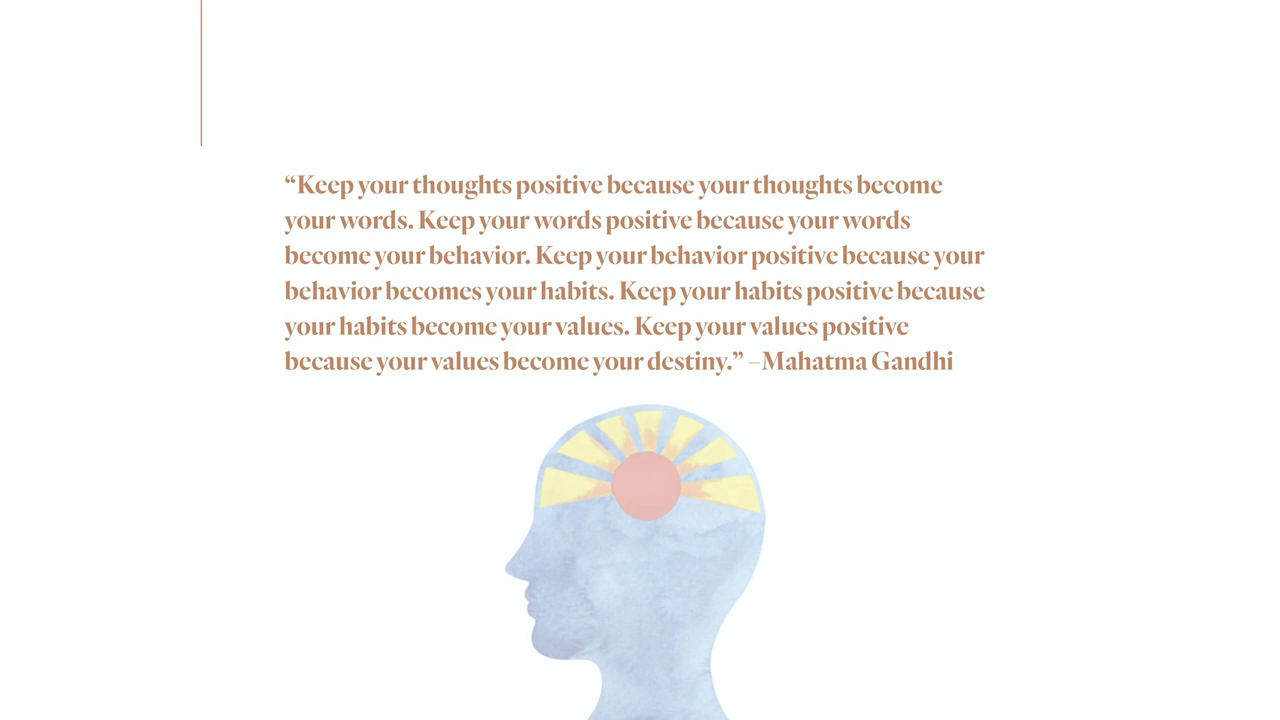 “Keep your thoughts positive because your thoughts become
your words. Keep your words positive because your words
become your behavior. Keep your behavior positive because your
behavior becomes your habits. Keep your habits positive because
your habits become your values. Keep your values positive
because your values become your destiny.” –Mahatma Gandhi